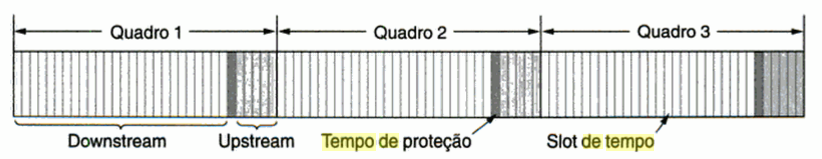 Quadro 1 Quadro 2 Quadro 3
Downstream Upstream Tempo de proteção Slot de tempo